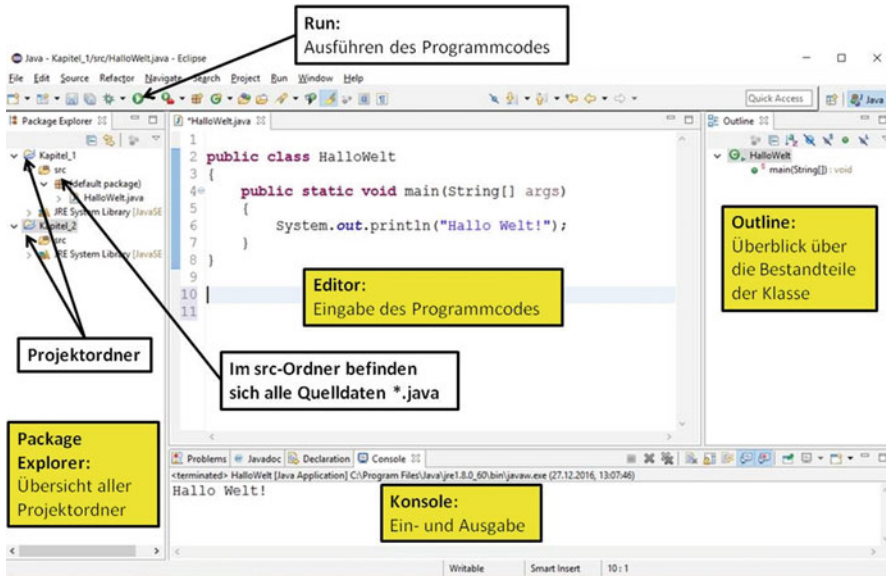 Run:
Ausführen des Programmcodes
Java - Kapitel_1/src/HalloWelt.java - Eclipse
File Edit Source Refactor Navigate Search Project Run Window Help
Quick Access
Java
Package Explorer
Kapitel_1
src
(default package)
HalloWelt.java
JRE System Library [JavaSE
Kapitel_2
src
JRE System Library [JavaSE
Projektordner
Package
Explorer:
Übersicht aller
Projektordner
*HalloWelt.java
1
2 public class HalloWelt
3 {
4 public static void main(String[] args)
5 {
6 System.out.println("Hallo Welt!");
7 }
8 }
9
10
11
Editor:
Eingabe des Programmcodes
Im src-Ordner befinden
sich alle Quelldaten *.java
Outline
HalloWelt
main(String[]) : void
Outline:
Überblick über
die Bestandteile
der Klasse
Problems Javadoc Declaration Console
<terminated> HalloWelt [Java Application] C:\Program Files\Java\jre1.8.0_60\bin\javaw.exe (27.12.2016, 13:07:46)
Hallo Welt!
Konsole:
Ein- und Ausgabe
Writable Smart Insert 10 : 1